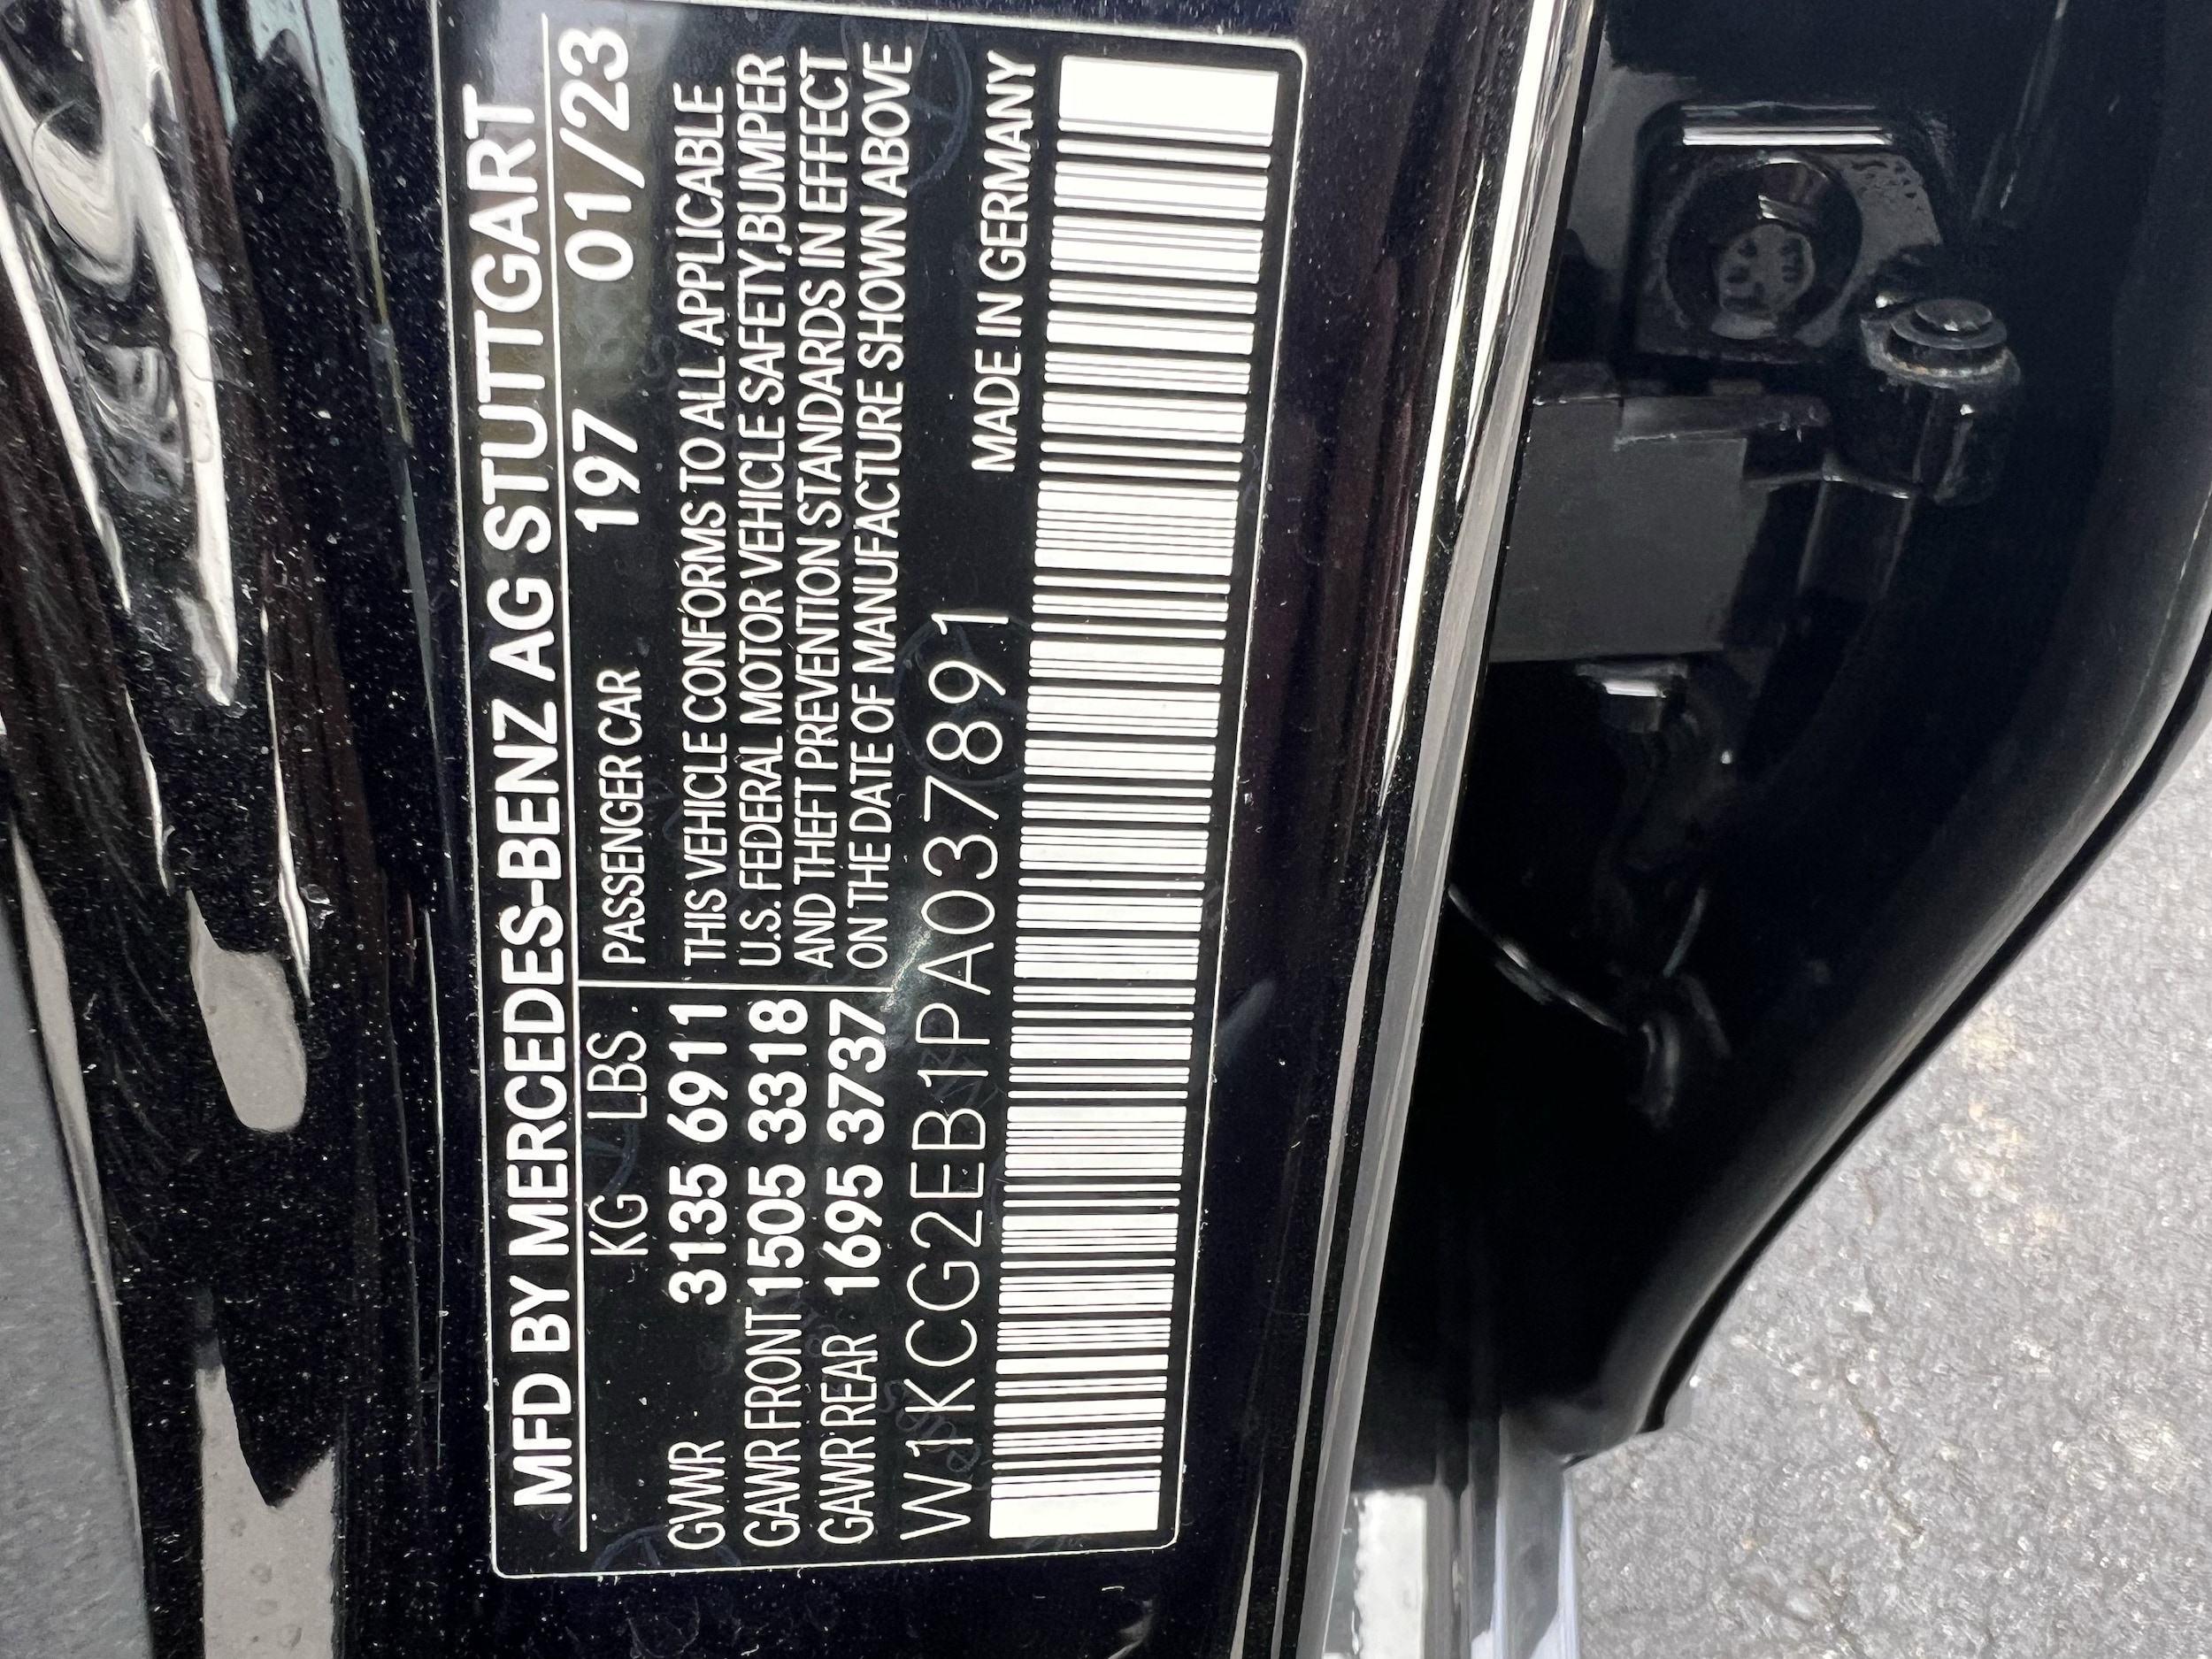 MFD BY MERCEDES-BENZ AG STUTTGART
KG LBS. PASSENGER CAR 197 01/23
GVWR 3135 6911 THIS VEHICLE CONFORMS TO ALL APPLICABLE
GAWR FRONT 1505 3318 U.S. FEDERAL MOTOR VEHICLE SAFETY,BUMPER
GAWR REAR 1695 3737 AND THEFT PREVENTION STANDARDS IN EFFECT
ON THE DATE OF MANUFACTURE SHOWN ABOVE
W1KCG2EB1PA037891 MADE IN GERMANY